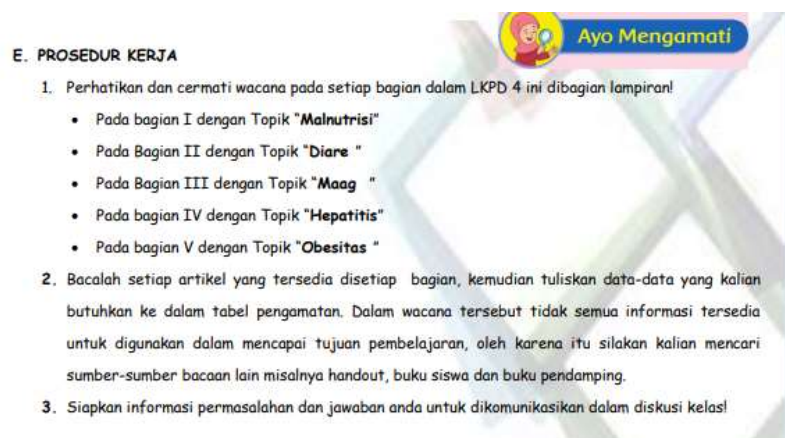 Ayo Mengamati
E. PROSEDUR KERJA
1. Perhatikan dan cermati wacana pada setiap bagian dalam LKPD 4 ini dibagian lampiran!
• Pada bagian I dengan Topik "Malnutrisi"
• Pada Bagian II dengan Topik "Diare "
• Pada Bagian III dengan Topik "Maag "
• Pada bagian IV dengan Topik "Hepatitis"
• Pada bagian V dengan Topik "Obesitas "
2. Bacalah setiap artikel yang tersedia disetiap bagian, kemudian tuliskan data-data yang kalian
butuhkan ke dalam tabel pengamatan. Dalam wacana tersebut tidak semua informasi tersedia
untuk digunakan dalam mencapai tujuan pembelajaran, oleh karena itu silakan kalian mencari
sumber-sumber bacaan lain misalnya handout, buku siswa dan buku pendamping.
3. Siapkan informasi permasalahan dan jawaban anda untuk dikomunikasikan dalam diskusi kelas!